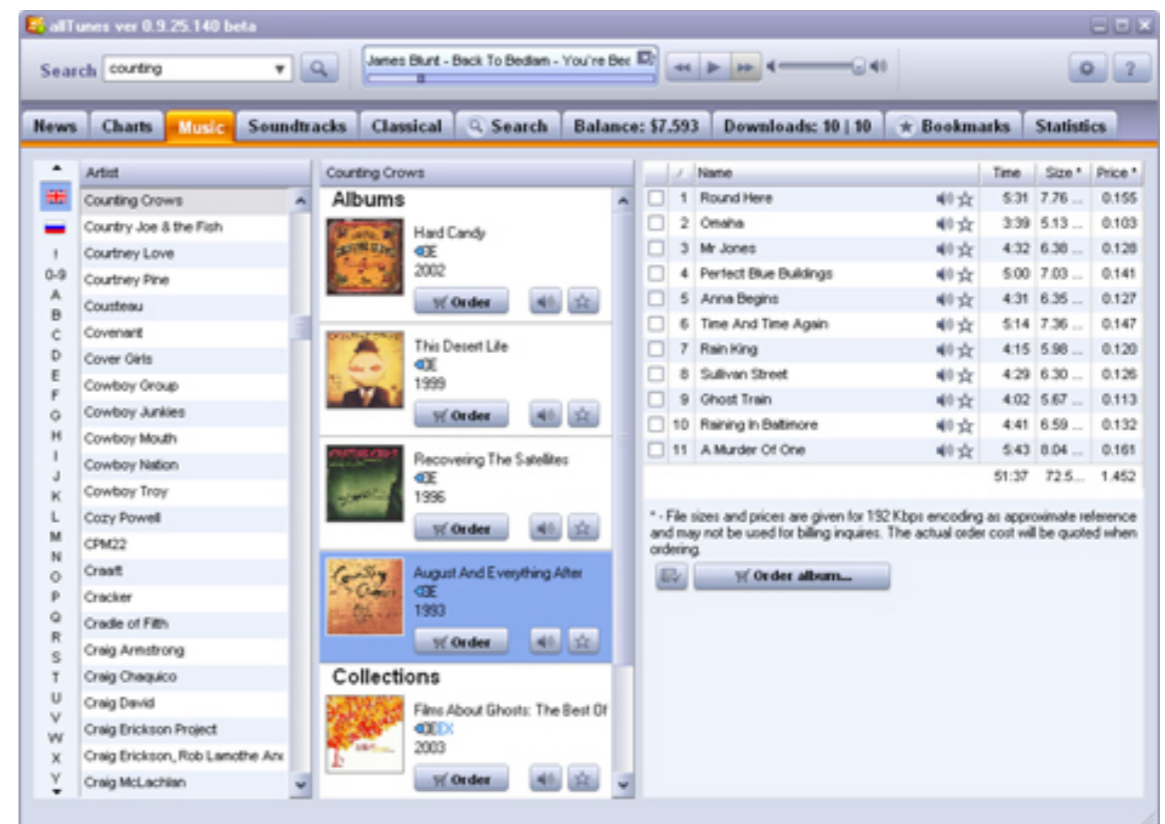 allTunes ver 0.9.25.140 beta
Search counting
James Blunt - Back To Bedlam - You're Bee
News Charts Music Soundtracks Classical Search Balance: $7.593 Downloads: 10 | 10 Bookmarks Statistics
!
0-9
A
B
C
D
E
F
G
H
I
J
K
L
M
N
O
P
Q
R
S
T
U
V
W
X
Y
Artist
Counting Crows
Country Joe & the Fish
Courtney Love
Courtney Pine
Cousteau
Covenant
Cover Girls
Cowboy Group
Cowboy Junkies
Cowboy Mouth
Cowboy Nation
Cowboy Troy
Cozy Powell
CPM22
Craaft
Cracker
Cradle of Filth
Craig Armstrong
Craig Chaquico
Craig David
Craig Erickson Project
Craig Erickson, Rob Lamothe And
Craig McLachlan
Counting Crows
Albums
Hard Candy
2002
Order
This Desert Life
1999
Order
Recovering The Satellites
1996
Order
August And Everything After
1993
Order
Collections
Films About Ghosts: The Best Of
2003
Order
Name Time Size * Price *
1 Round Here 5:31 7.76 ... 0.155
2 Omaha 3:39 5.13 ... 0.103
3 Mr Jones 4:32 6.38 ... 0.128
4 Perfect Blue Buildings 5:00 7.03 ... 0.141
5 Anna Begins 4:31 6.35 ... 0.127
6 Time And Time Again 5:14 7.36 ... 0.147
7 Rain King 4:15 5.98 ... 0.120
8 Sullivan Street 4:29 6.30 ... 0.126
9 Ghost Train 4:02 5.67 ... 0.113
10 Raining In Baltimore 4:41 6.59 ... 0.132
11 A Murder Of One 5:43 8.04 ... 0.161
51:37 72.5... 1.452
* - File sizes and prices are given for 192 Kbps encoding as approximate reference
and may not be used for billing inquires. The actual order cost will be quoted when
ordering.
Order album...